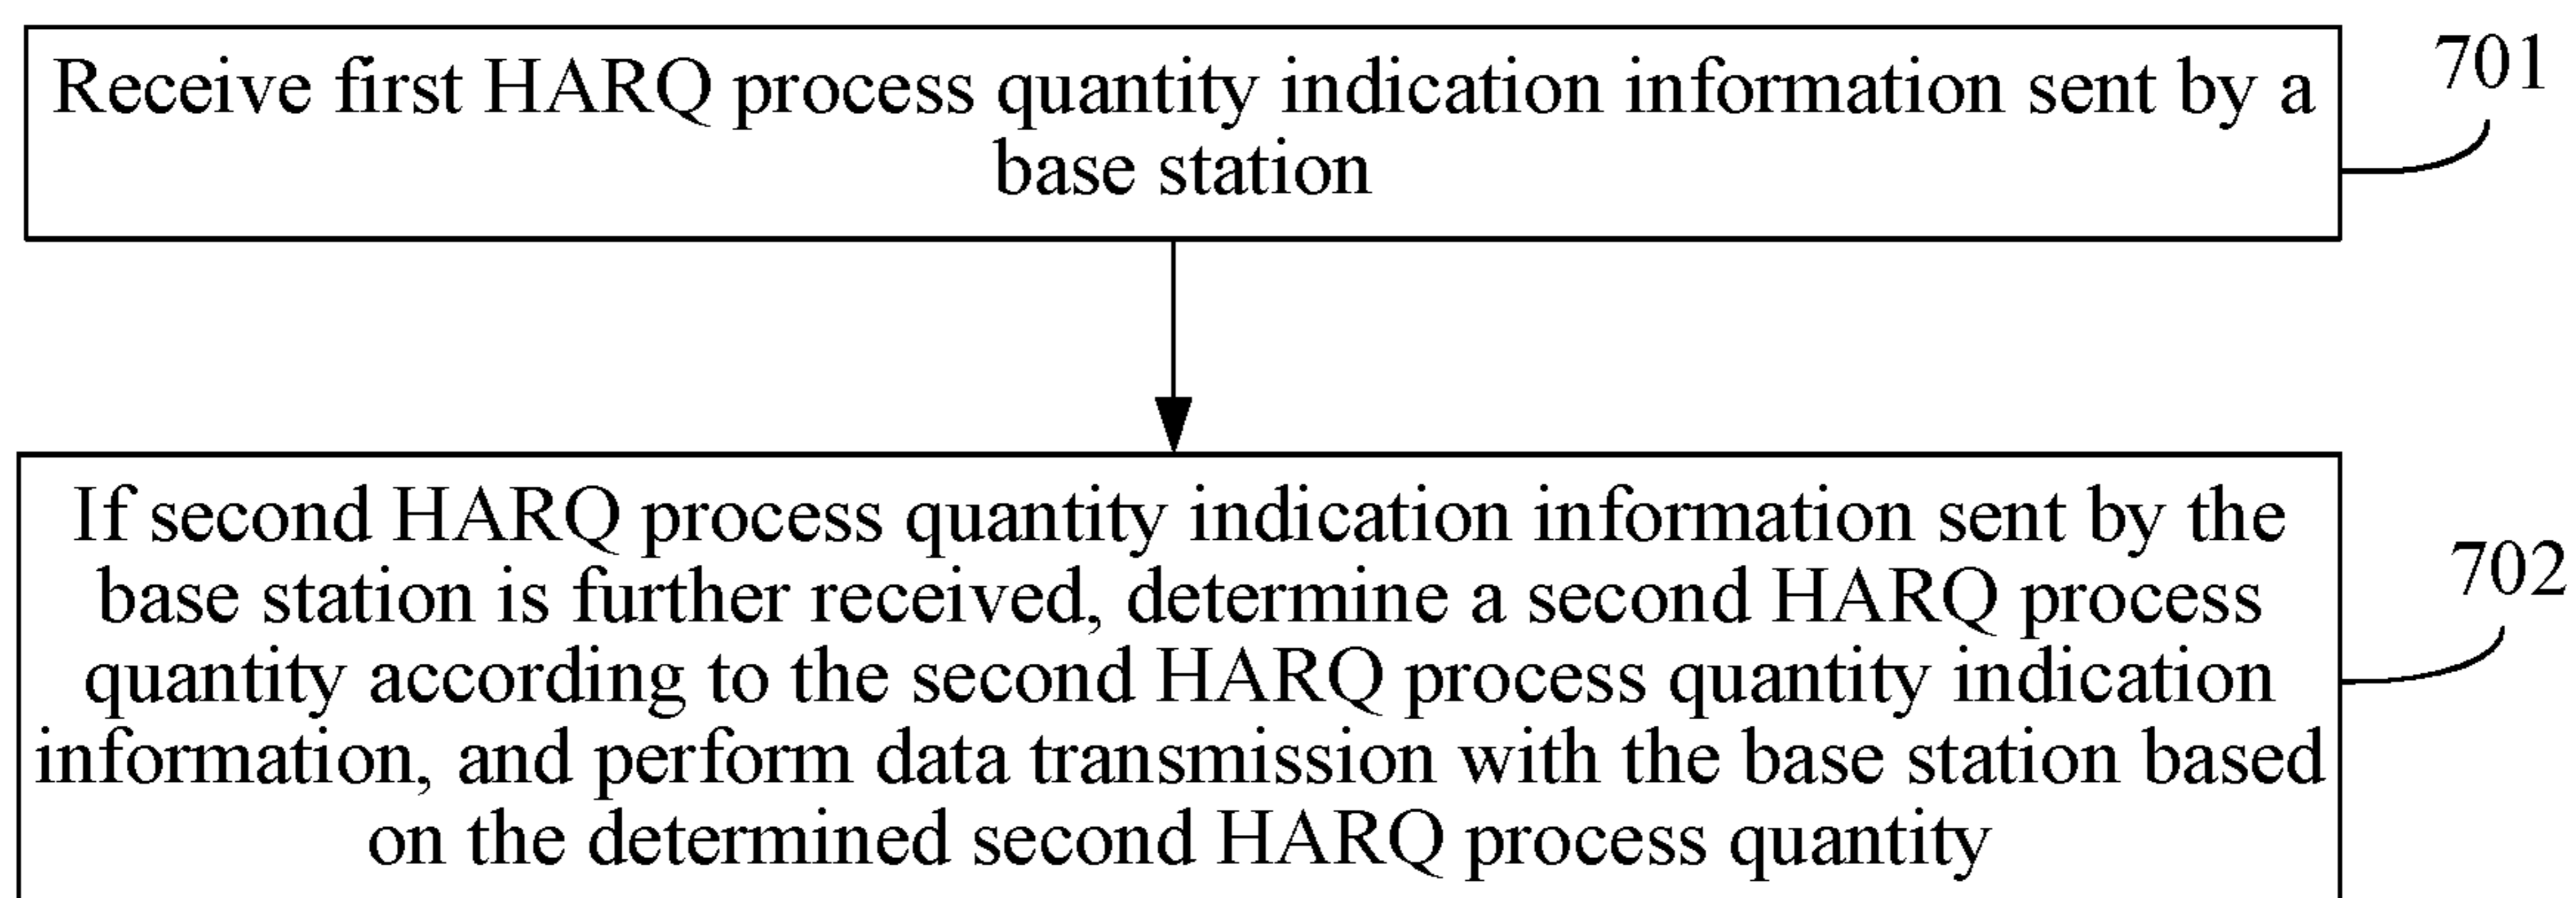 Receive first HARQ process quantity indication information sent by a
base station
701
If second HARQ process quantity indication information sent by the
base station is further received, determine a second HARQ process
quantity according to the second HARQ process quantity indication
information, and perform data transmission with the base station based
on the determined second HARQ process quantity
702